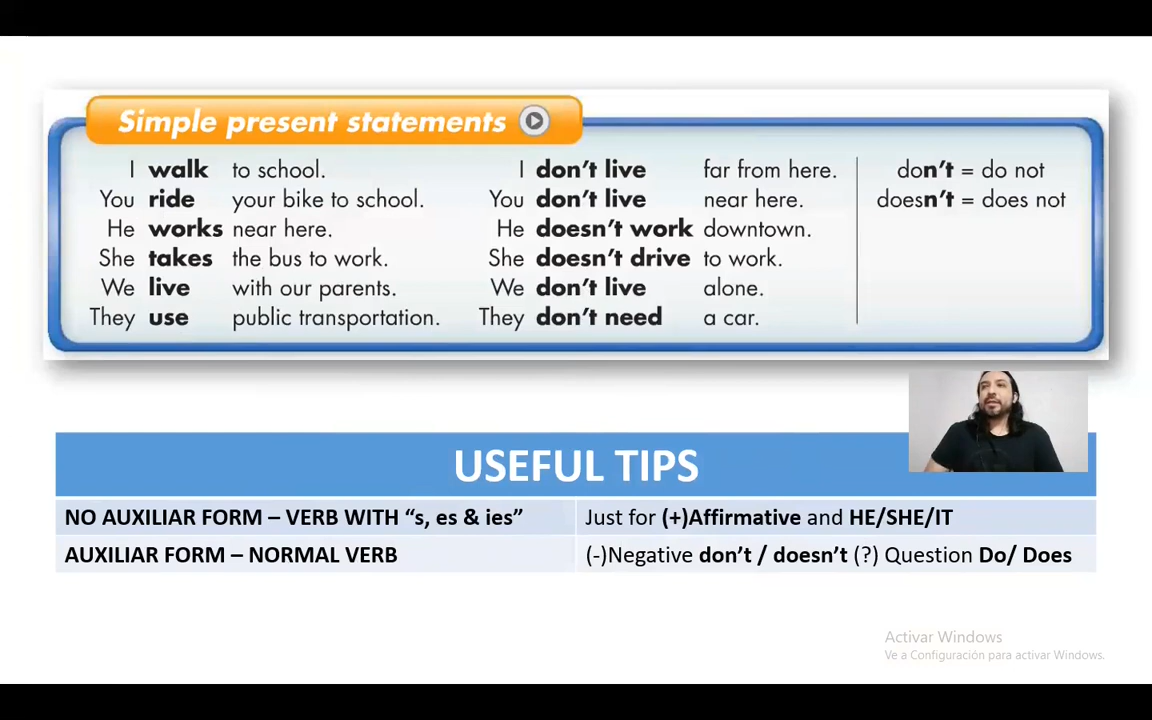 Simple present statements
I walk to school. I don't live far from here. don't = do not
You ride your bike to school. You don't live near here. doesn't = does not
He works near here. He doesn't work downtown.
She takes the bus to work. She doesn't drive to work.
We live with our parents. We don't live alone.
They use public transportation. They don't need a car.
USEFUL TIPS
NO AUXILIAR FORM – VERB WITH “s, es & ies” Just for (+)Affirmative and HE/SHE/IT
AUXILIAR FORM – NORMAL VERB (-)Negative don’t / doesn’t (?) Question Do/ Does
Activar Windows
Ve a Configuración para activar Windows.